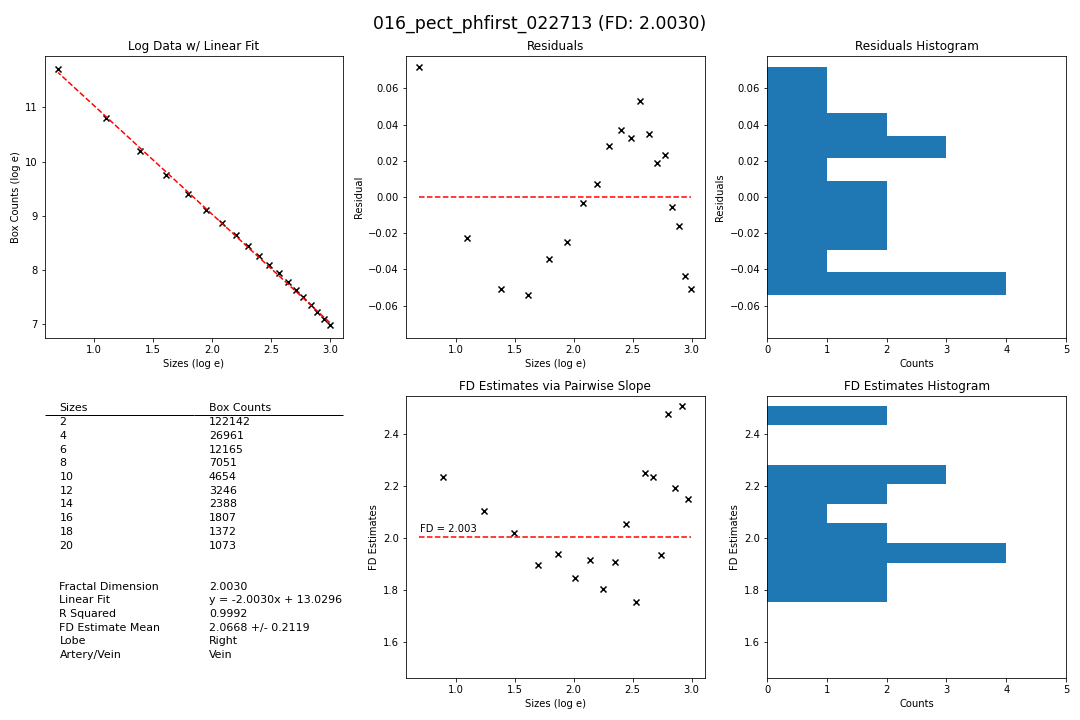 016_pect_phfirst_022713 (FD: 2.0030)
Log Data w/ Linear Fit
Box Counts (log e)
11
10
9
8
7
1.0 1.5 2.0 2.5 3.0
Sizes (log e)
Residuals
Residual
0.06
0.04
0.02
0.00
−0.02
−0.04
−0.06
1.0 1.5 2.0 2.5 3.0
Sizes (log e)
Residuals Histogram
Residuals
0.06
0.04
0.02
0.00
−0.02
−0.04
−0.06
0 1 2 3 4 5
Counts
Sizes Box Counts
2 122142
4 26961
6 12165
8 7051
10 4654
12 3246
14 2388
16 1807
18 1372
20 1073
Fractal Dimension 2.0030
Linear Fit y = -2.0030x + 13.0296
R Squared 0.9992
FD Estimate Mean 2.0668 +/- 0.2119
Lobe Right
Artery/Vein Vein
FD Estimates via Pairwise Slope
FD Estimates
2.4
2.2
2.0
1.8
1.6
FD = 2.003
1.0 1.5 2.0 2.5 3.0
Sizes (log e)
FD Estimates Histogram
FD Estimates
2.4
2.2
2.0
1.8
1.6
0 1 2 3 4 5
Counts